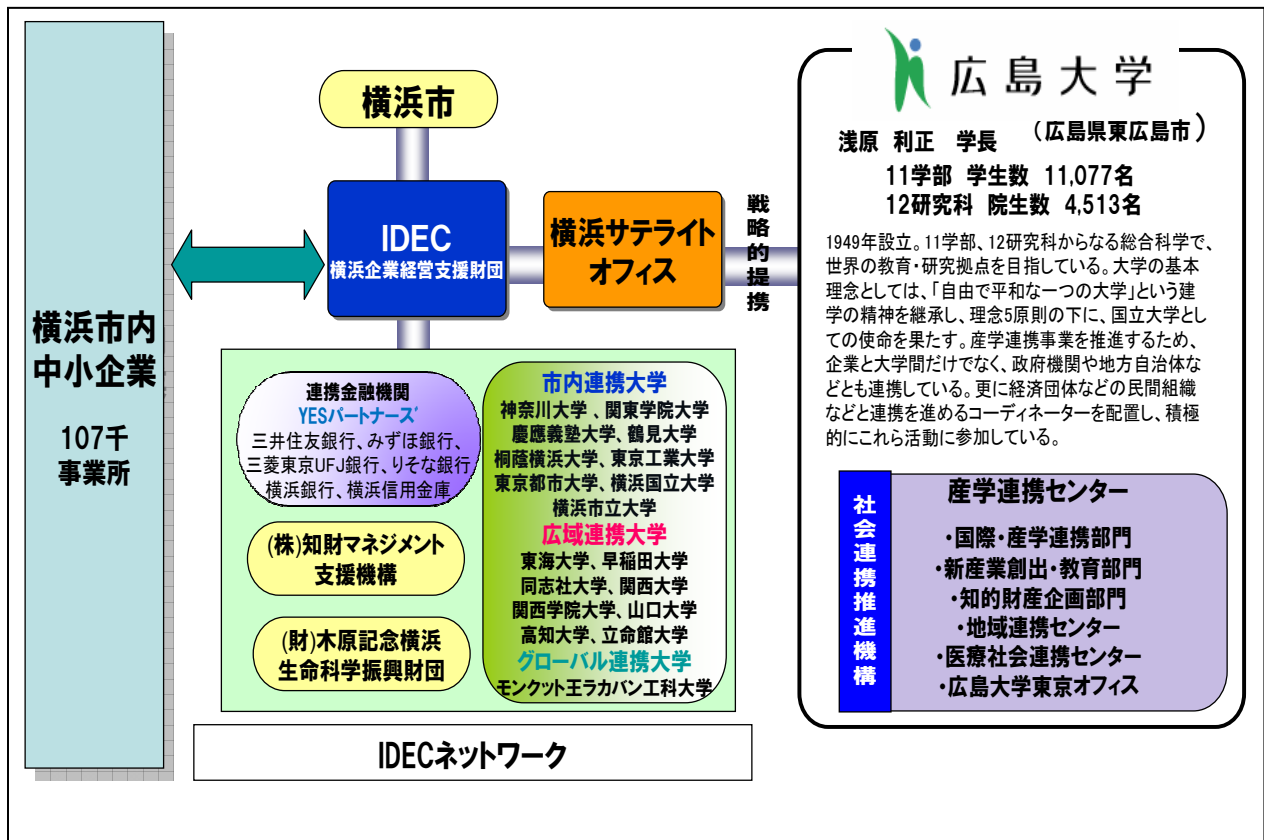 横浜市内
中小企業
107千
事業所
横浜市
IDEC
横浜企業経営支援財団
横浜サテライト
オフィス
戦略的提携
連携金融機関
YESパートナーズ’
三井住友銀行、みずほ銀行、
三菱東京UFJ銀行、りそな銀行
横浜銀行、横浜信用金庫
(株)知財マネジメント
支援機構
(財)木原記念横浜
生命科学振興財団
市内連携大学
神奈川大学 、関東学院大学
慶應義塾大学、鶴見大学
桐蔭横浜大学、東京工業大学
東京都市大学、横浜国立大学
横浜市立大学
広域連携大学
東海大学、早稲田大学
同志社大学、関西大学
関西学院大学、山口大学
高知大学、立命館大学
グローバル連携大学
モンクット王ラカバン工科大学
IDECネットワーク
広島大学
浅原 利正 学長 (広島県東広島市)
11学部 学生数 11,077名
12研究科 院生数 4,513名
1949年設立。11学部、12研究科からなる総合科学で、
世界の教育・研究拠点を目指している。大学の基本
理念としては、「自由で平和な一つの大学」という建
学の精神を継承し、理念5原則の下に、国立大学とし
ての使命を果たす。産学連携事業を推進するため、
企業と大学間だけでなく、政府機関や地方自治体な
どとも連携している。更に経済団体などの民間組織
などと連携を進めるコーディネーターを配置し、積極
的にこれら活動に参加している。
社会連携推進機構
産学連携センター
・国際・産学連携部門
・新産業創出・教育部門
・知的財産企画部門
・地域連携センター
・医療社会連携センター
・広島大学東京オフィス